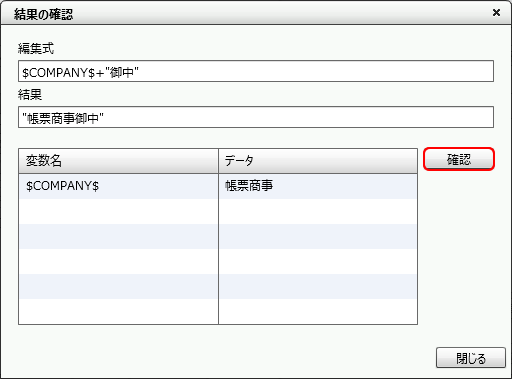 結果の確認
編集式
$COMPANY$+"御中"
結果
"帳票商事御中"
変数名 データ
確認
$COMPANY$ 帳票商事
閉じる